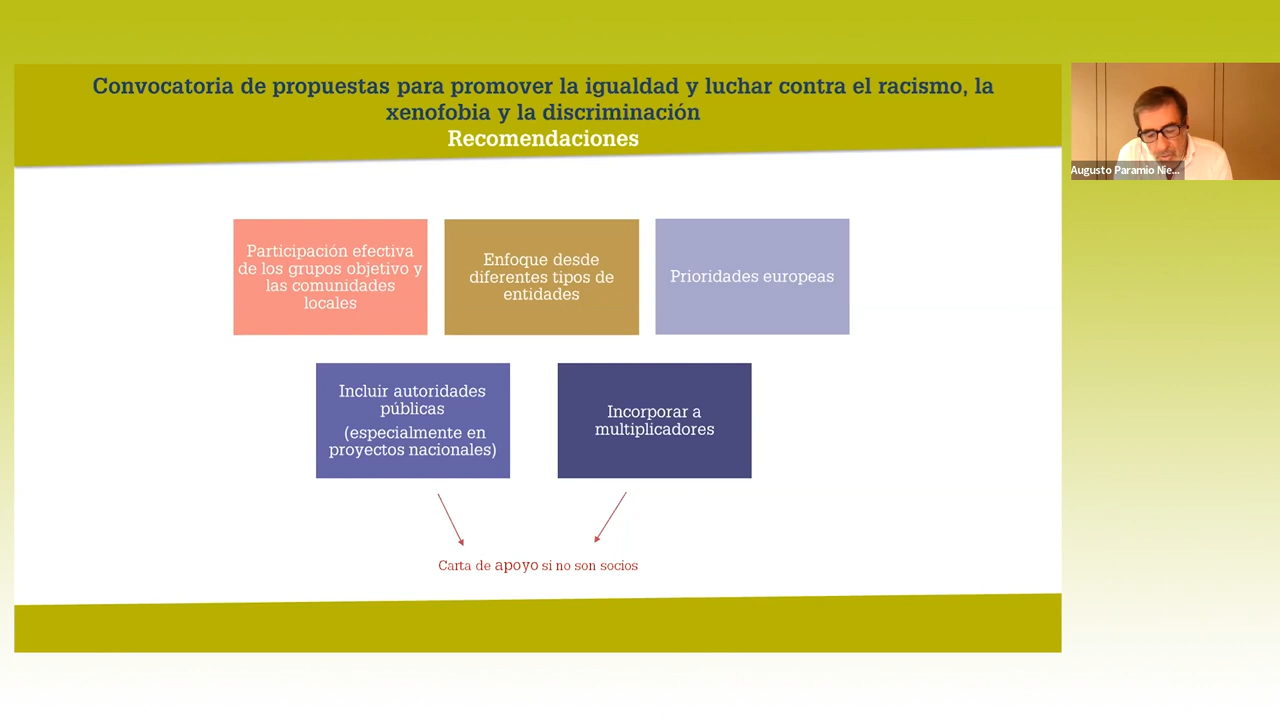 Convocatoria de propuestas para promover la igualdad y luchar contra el racismo, la
xenofobia y la discriminación
Recomendaciones
Augusto Paramio Nie...
Participación efectiva
de los grupos objetivo y
las comunidades
locales
Enfoque desde
diferentes tipos de
entidades
Prioridades europeas
Incluir autoridades
públicas
(especialmente en
proyectos nacionales)
Incorporar a
multiplicadores
Carta de apoyo si no son socios